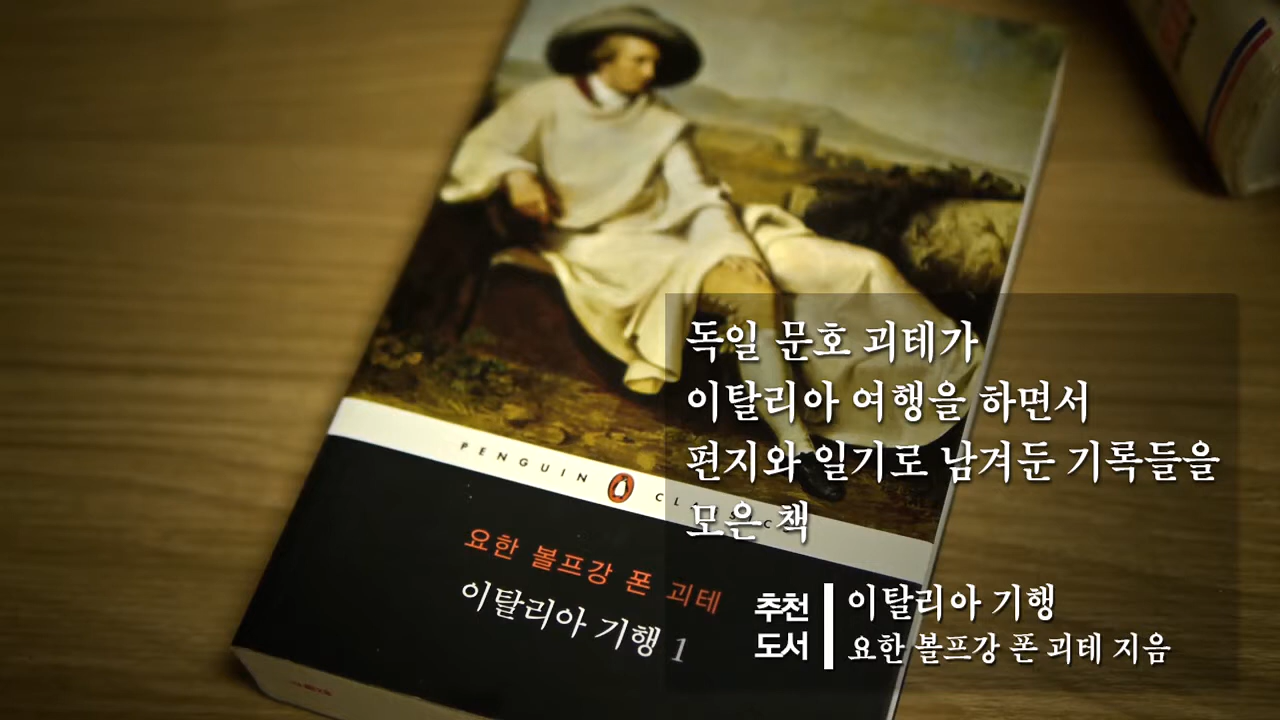 독일 문호 괴테가
이탈리아 여행을 하면서
편지와 일기로 남겨둔 기록들을
모은 책
추천
도서
이탈리아 기행
요한 볼프강 폰 괴테 지음
PENGUIN CLASSICS
요한 볼프강 폰 괴테
이탈리아 기행 1